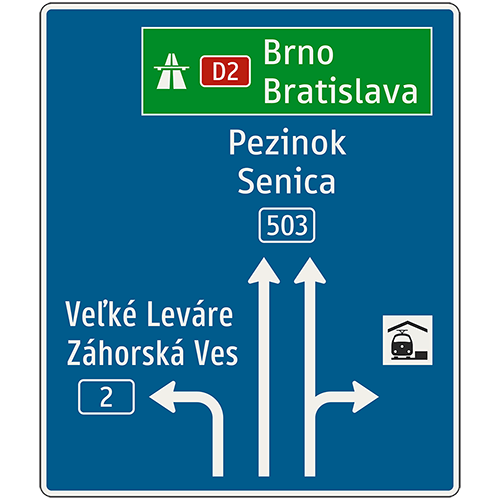 D2
Brno
Bratislava
Pezinok
Senica
503
Veľké Leváre
Záhorská Ves
2